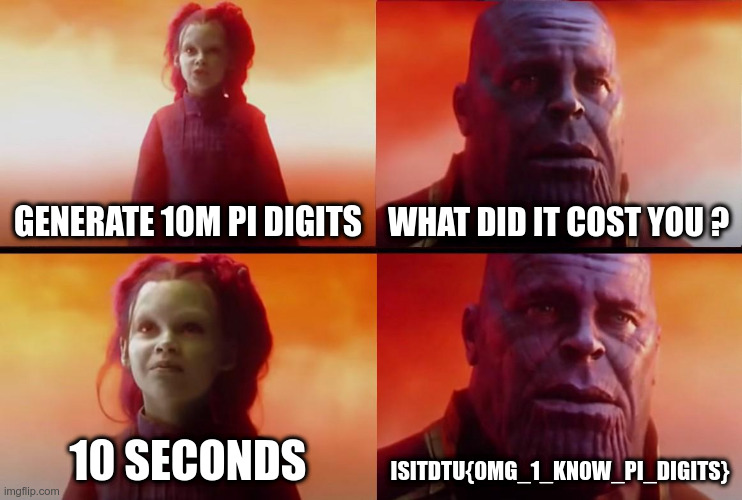 GENERATE 10M PI DIGITS
WHAT DID IT COST YOU ?
10 SECONDS
ISITDTU{OMG_1_KNOW_PI_DIGITS}
imgflip.com